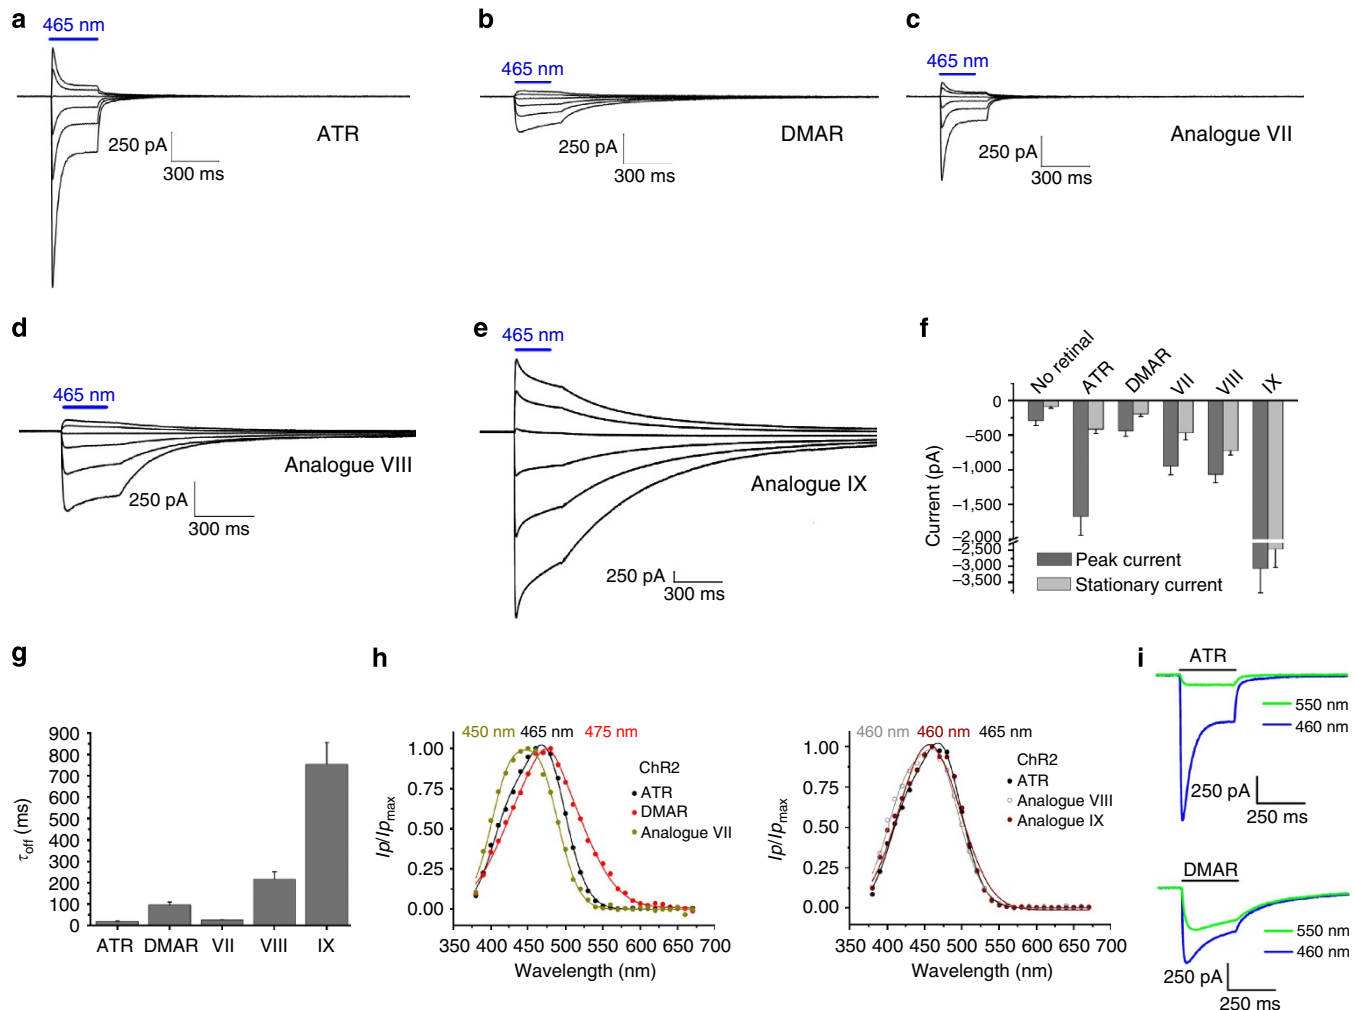 a
465 nm
ATR
250 pA
300 ms
b
465 nm
DMAR
250 pA
300 ms
c
465 nm
Analogue VII
250 pA
300 ms
d
465 nm
Analogue VIII
250 pA
300 ms
e
465 nm
Analogue IX
250 pA
300 ms
f
No retinal
ATR
DMAR
VII
VIII
IX
Current (pA)
0
−500
−1,000
−1,500
−2,000
−2,500
−3,000
−3,500
Peak current
Stationary current
g
τoff (ms)
900
800
700
600
500
400
300
200
100
0
ATR DMAR VII VIII IX
h
450 nm 465 nm 475 nm
Ip/Ipmax
1.00
0.75
0.50
0.25
0.00
ChR2
ATR
DMAR
Analogue VII
350 400 450 500 550 600 650 700
Wavelength (nm)
460 nm 460 nm 465 nm
Ip/Ipmax
1.00
0.75
0.50
0.25
0.00
ChR2
ATR
Analogue VIII
Analogue IX
350 400 450 500 550 600 650 700
Wavelength (nm)
i
ATR
550 nm
460 nm
250 pA
250 ms
DMAR
550 nm
460 nm
250 pA
250 ms